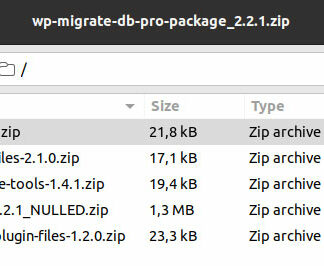 wp-migrate-db-pro-package_2.2.1.zip
/
Size Type
zip 21,8 kB Zip archive
iles-2.1.0.zip 17,1 kB Zip archive
e-tools-1.4.1.zip 19,4 kB Zip archive
.2.1_NULLED.zip 1,3 MB Zip archive
plugin-files-1.2.0.zip 23,3 kB Zip archive